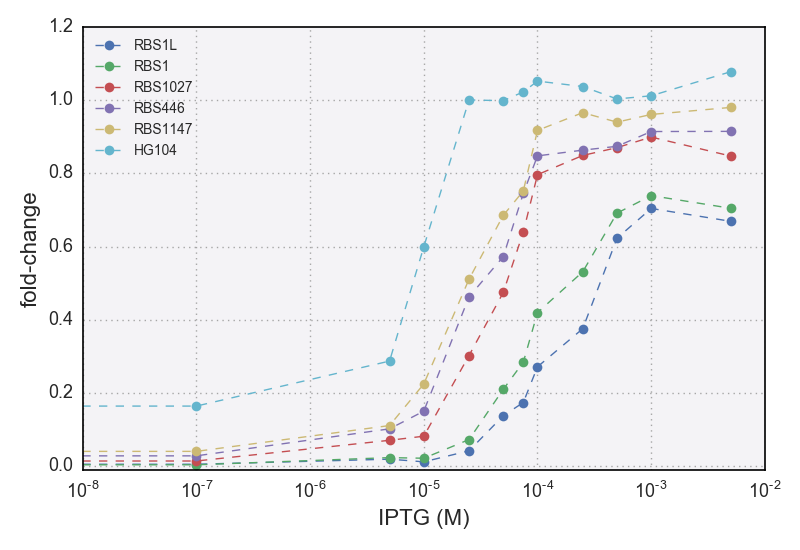 1.2
1.0
0.8
0.6
0.4
0.2
0.0
fold-change
RBS1L
RBS1
RBS1027
RBS446
RBS1147
HG104
10-8 10-7 10-6 10-5 10-4 10-3 10-2
IPTG (M)